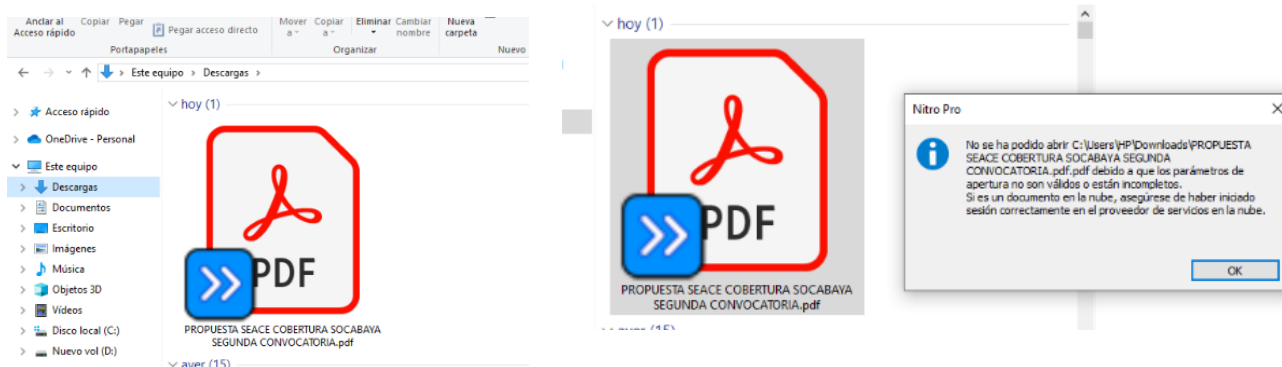 Anclar al
Acceso rápido
Copiar
Pegar
Pegar acceso directo
Mover
a
Copiar
a
Eliminar
Cambiar
nombre
Nueva
carpeta
Portapapeles
Organizar
Nuevo
Este equipo > Descargas >
Acceso rápido
OneDrive - Personal
Este equipo
Descargas
Documentos
Escritorio
Imágenes
Música
Objetos 3D
Vídeos
Disco local (C:)
Nuevo vol (D:)
hoy (1)
PDF
PROPUESTA SEACE COBERTURA SOCABAYA
SEGUNDA CONVOCATORIA.pdf
ayer (15)
hoy (1)
PDF
PROPUESTA SEACE COBERTURA SOCABAYA
SEGUNDA CONVOCATORIA.pdf
ayer (15)
Nitro Pro
No se ha podido abrir C:\Users\HP\Downloads\PROPUESTA
SEACE COBERTURA SOCABAYA SEGUNDA
CONVOCATORIA.pdf.pdf debido a que los parámetros de
apertura no son válidos o están incompletos.
Si es un documento en la nube, asegúrese de haber iniciado
sesión correctamente en el proveedor de servicios en la nube.
OK